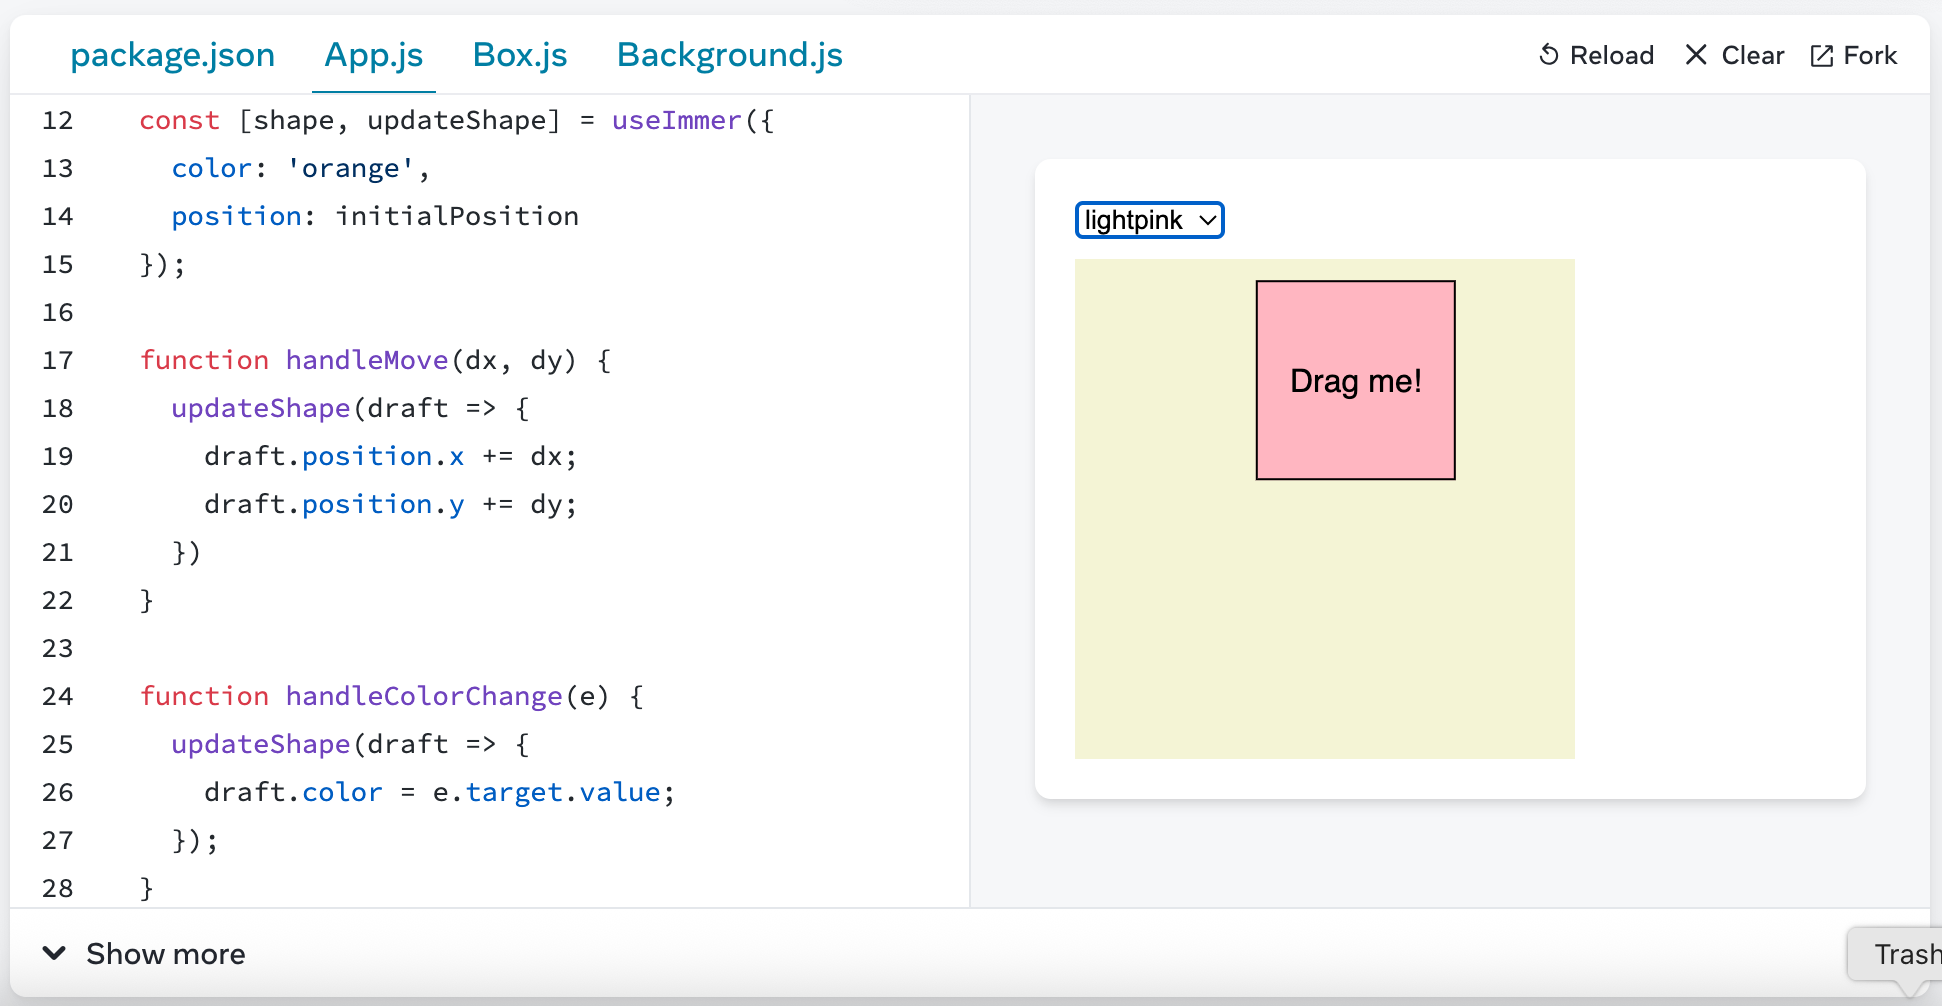 package.json App.js Box.js Background.js Reload Clear Fork
12 const [shape, updateShape] = useImmer({
13 color: 'orange',
14 position: initialPosition
15 });
16
17 function handleMove(dx, dy) {
18 updateShape(draft => {
19 draft.position.x += dx;
20 draft.position.y += dy;
21 })
22 }
23
24 function handleColorChange(e) {
25 updateShape(draft => {
26 draft.color = e.target.value;
27 });
28 }
lightpink
Drag me!
Show more
Trash